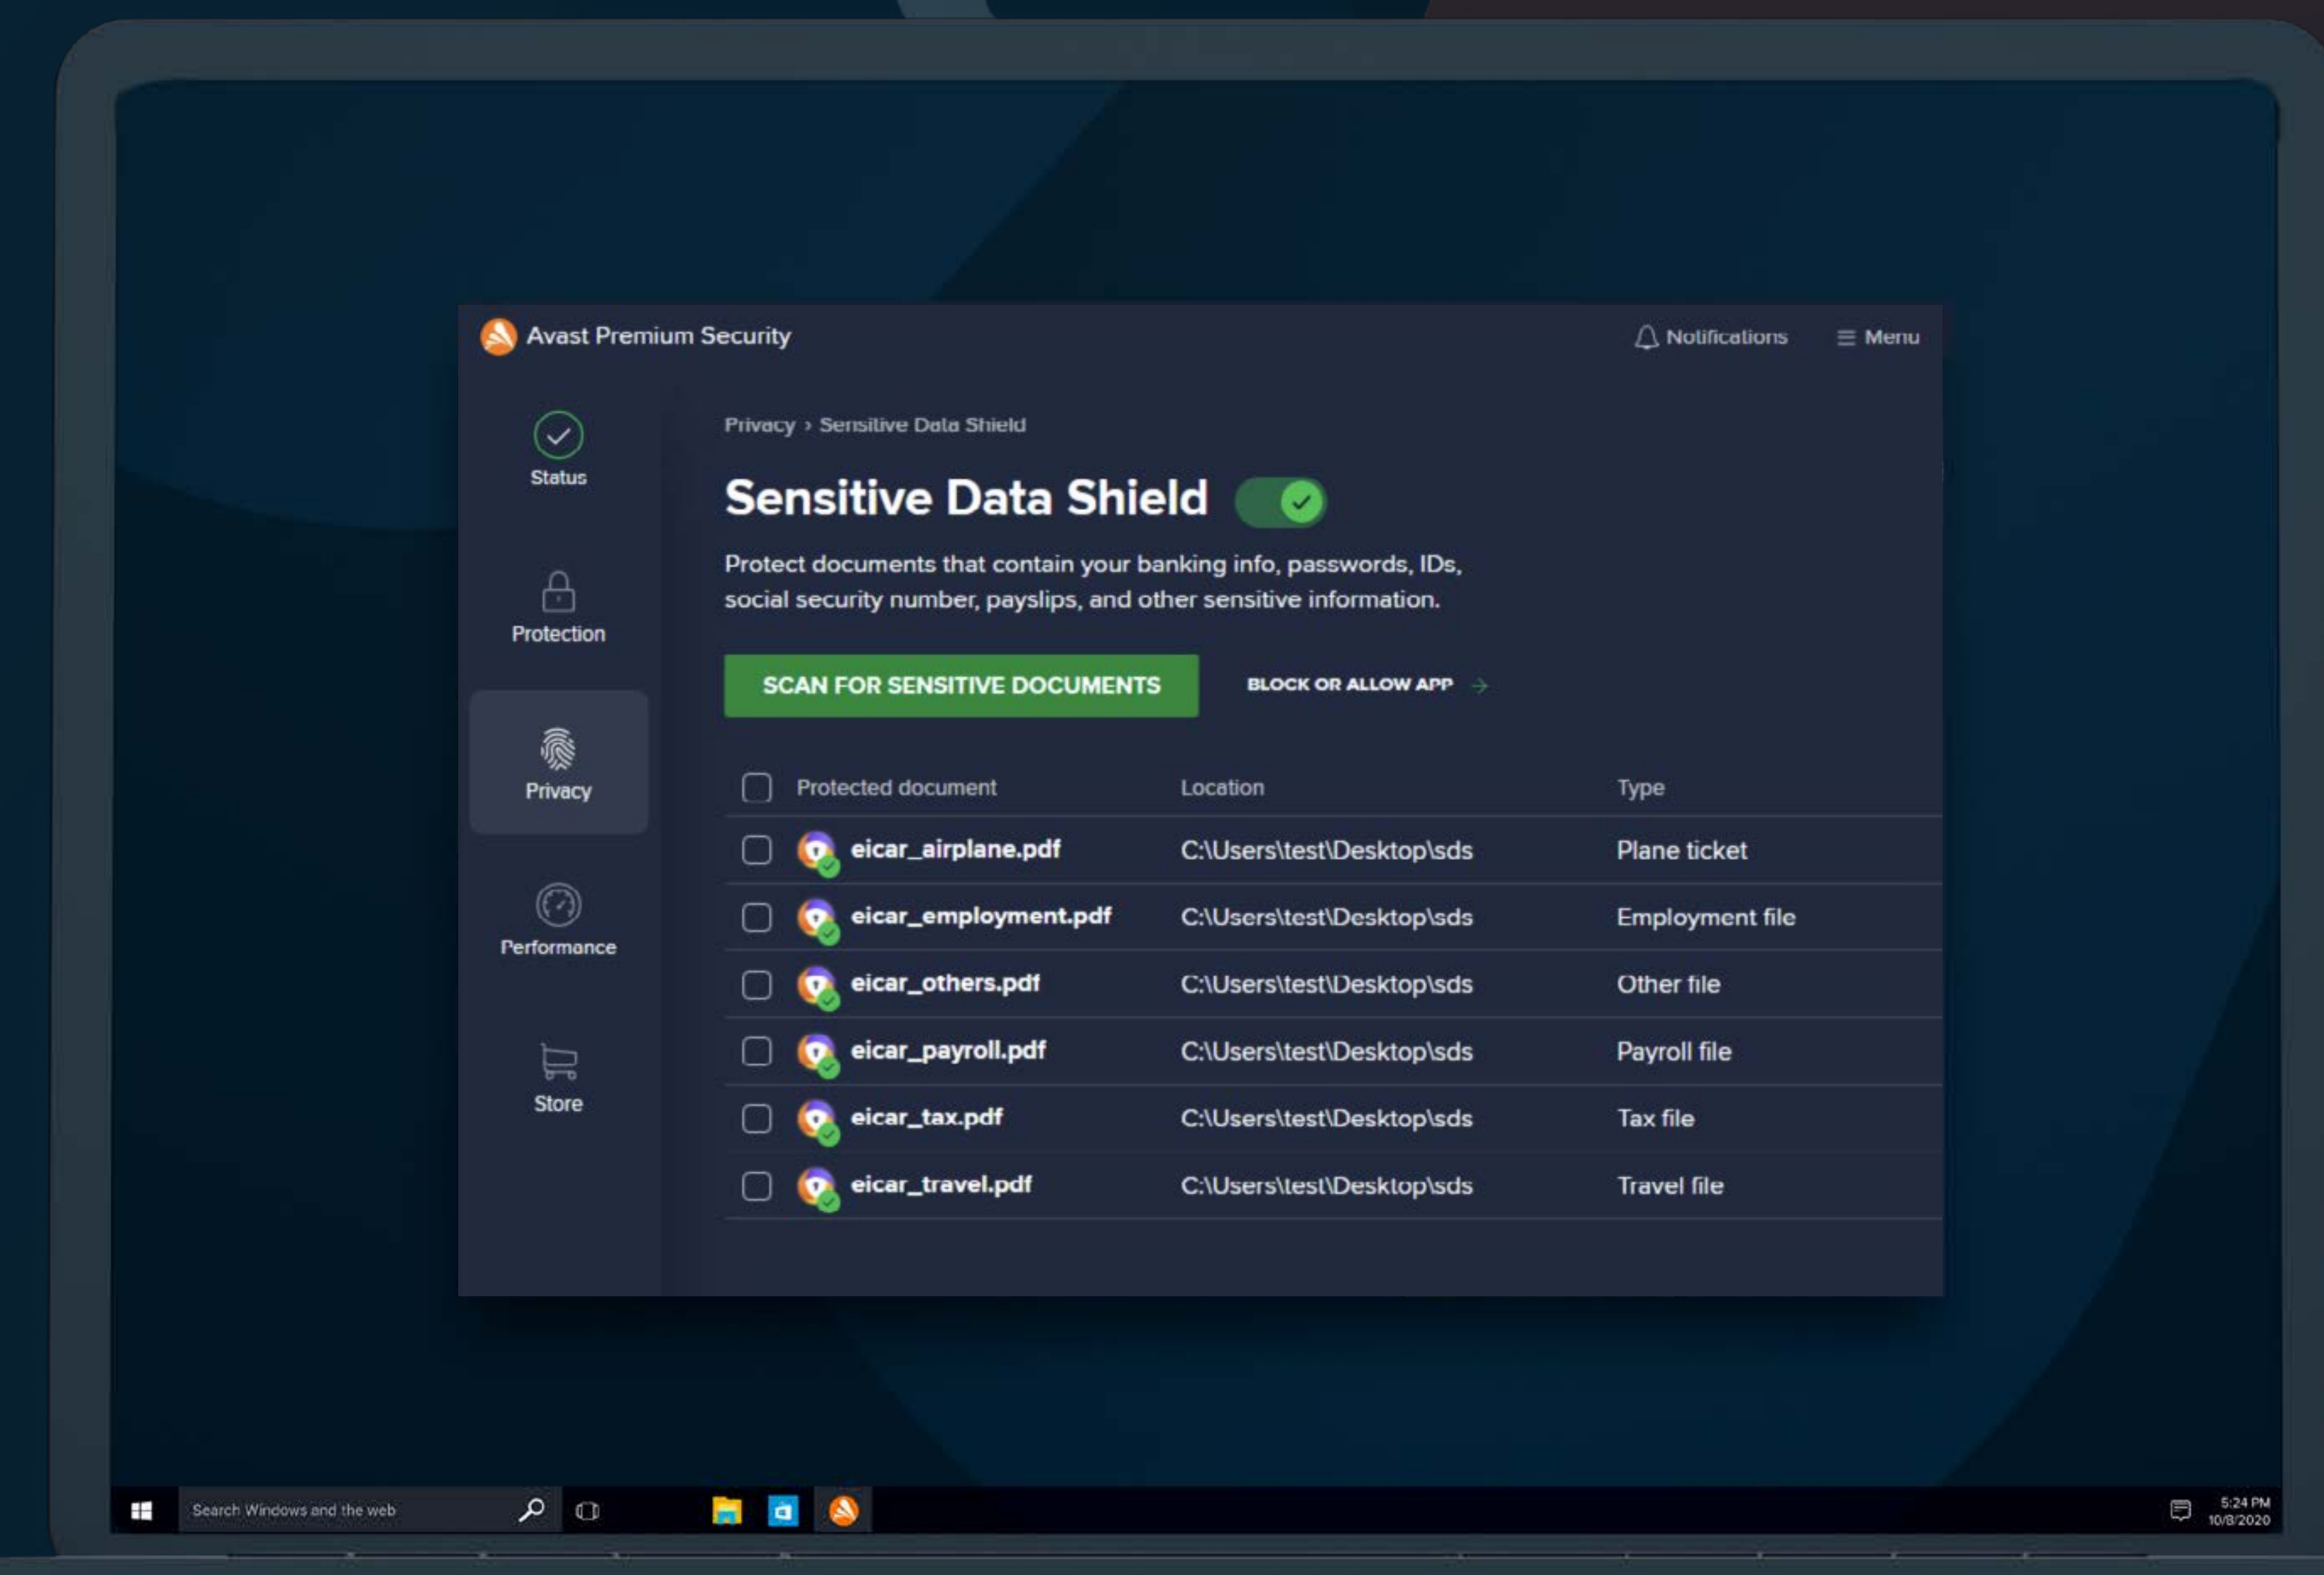 Avast Premium Security
Notifications
Menu
Status
Protection
Privacy
Performance
Store
Privacy › Sensitive Data Shield
Sensitive Data Shield
Protect documents that contain your banking info, passwords, IDs,
social security number, payslips, and other sensitive information.
SCAN FOR SENSITIVE DOCUMENTS
BLOCK OR ALLOW APP →
Protected document Location Type
eicar_airplane.pdf C:\Users\test\Desktop\sds Plane ticket
eicar_employment.pdf C:\Users\test\Desktop\sds Employment file
eicar_others.pdf C:\Users\test\Desktop\sds Other file
eicar_payroll.pdf C:\Users\test\Desktop\sds Payroll file
eicar_tax.pdf C:\Users\test\Desktop\sds Tax file
eicar_travel.pdf C:\Users\test\Desktop\sds Travel file
Search Windows and the web
5:24 PM
10/8/2020